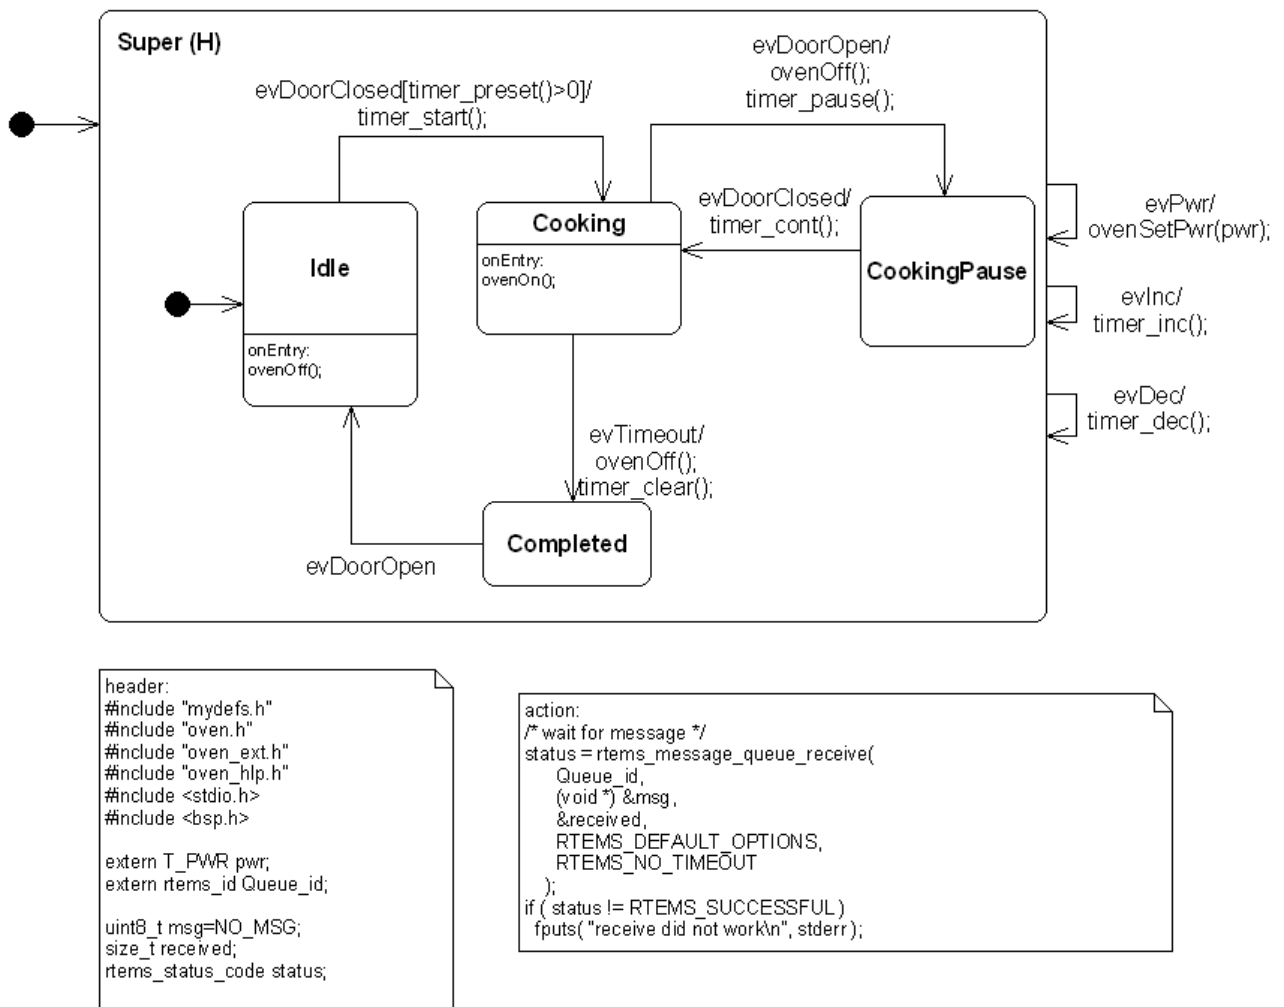 Super (H)
evDoorOpen/
ovenOff();
timer_pause();
evDoorClosed[timer_preset()>0]/
timer_start();
evDoorClosed/
timer_cont();
Idle
onEntry:
ovenOff();
Cooking
onEntry:
ovenOn();
CookingPause
evPwr/
ovenSetPwr(pwr);
evInc/
timer_inc();
evDec/
timer_dec();
evTimeout/
ovenOff();
timer_clear();
Completed
evDoorOpen
header:
#include "mydefs.h"
#include "oven.h"
#include "oven_ext.h"
#include "oven_hlp.h"
#include <stdio.h>
#include <bsp.h>
extern T_PWR pwr;
extern rtems_id Queue_id;
uint8_t msg=NO_MSG;
size_t received;
rtems_status_code status;
action:
/* wait for message */
status = rtems_message_queue_receive(
Queue_id,
(void *) &msg,
&received,
RTEMS_DEFAULT_OPTIONS,
RTEMS_NO_TIMEOUT
);
if ( status != RTEMS_SUCCESSFUL )
fputs( "receive did not work\n", stderr );